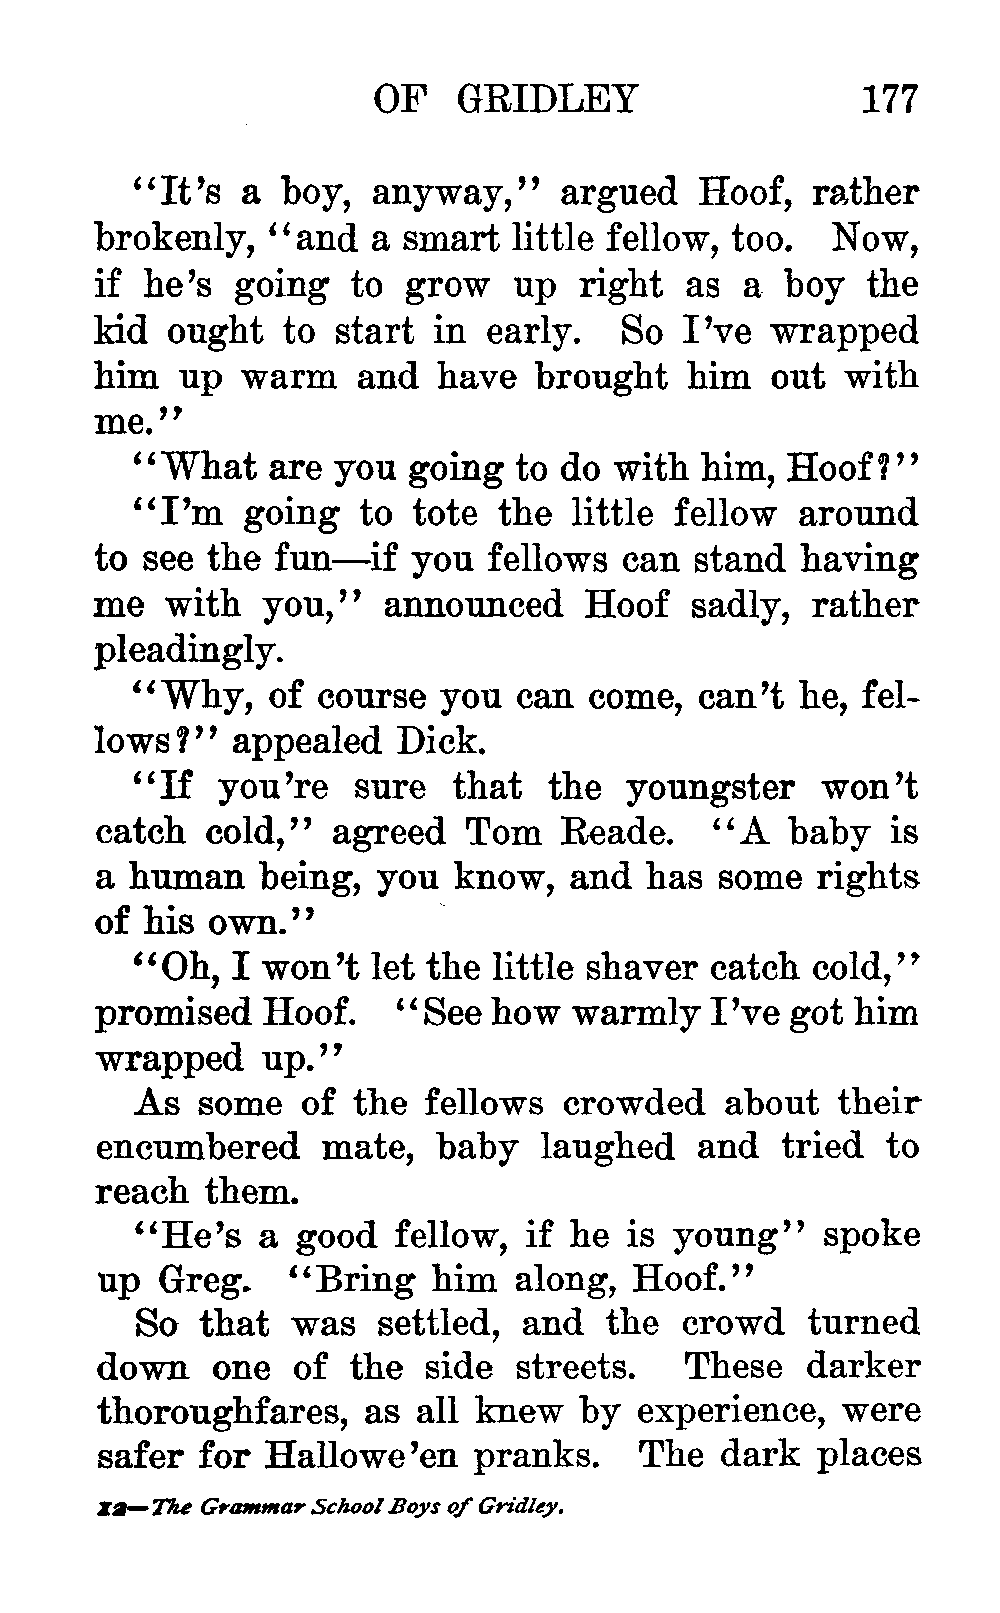 OF GRIDLEY 177
“It’s a boy, anyway,” argued Hoof, rather
brokenly, “and a smart little fellow, too. Now,
if he’s going to grow up right as a boy the
kid ought to start in early. So I’ve wrapped
him up warm and have brought him out with
me.”
“What are you going to do with him, Hoof?”
“I’m going to tote the little fellow around
to see the fun—if you fellows can stand having
me with you,” announced Hoof sadly, rather
pleadingly.
“Why, of course you can come, can’t he, fel-
lows?” appealed Dick.
“If you’re sure that the youngster won’t
catch cold,” agreed Tom Reade. “A baby is
a human being, you know, and has some rights
of his own.”
“Oh, I won’t let the little shaver catch cold,”
promised Hoof. “See how warmly I’ve got him
wrapped up.”
As some of the fellows crowded about their
encumbered mate, baby laughed and tried to
reach them.
“He’s a good fellow, if he is young” spoke
up Greg. “Bring him along, Hoof.”
So that was settled, and the crowd turned
down one of the side streets. These darker
thoroughfares, as all knew by experience, were
safer for Hallowe’en pranks. The dark places
12—The Grammar School Boys of Gridley.